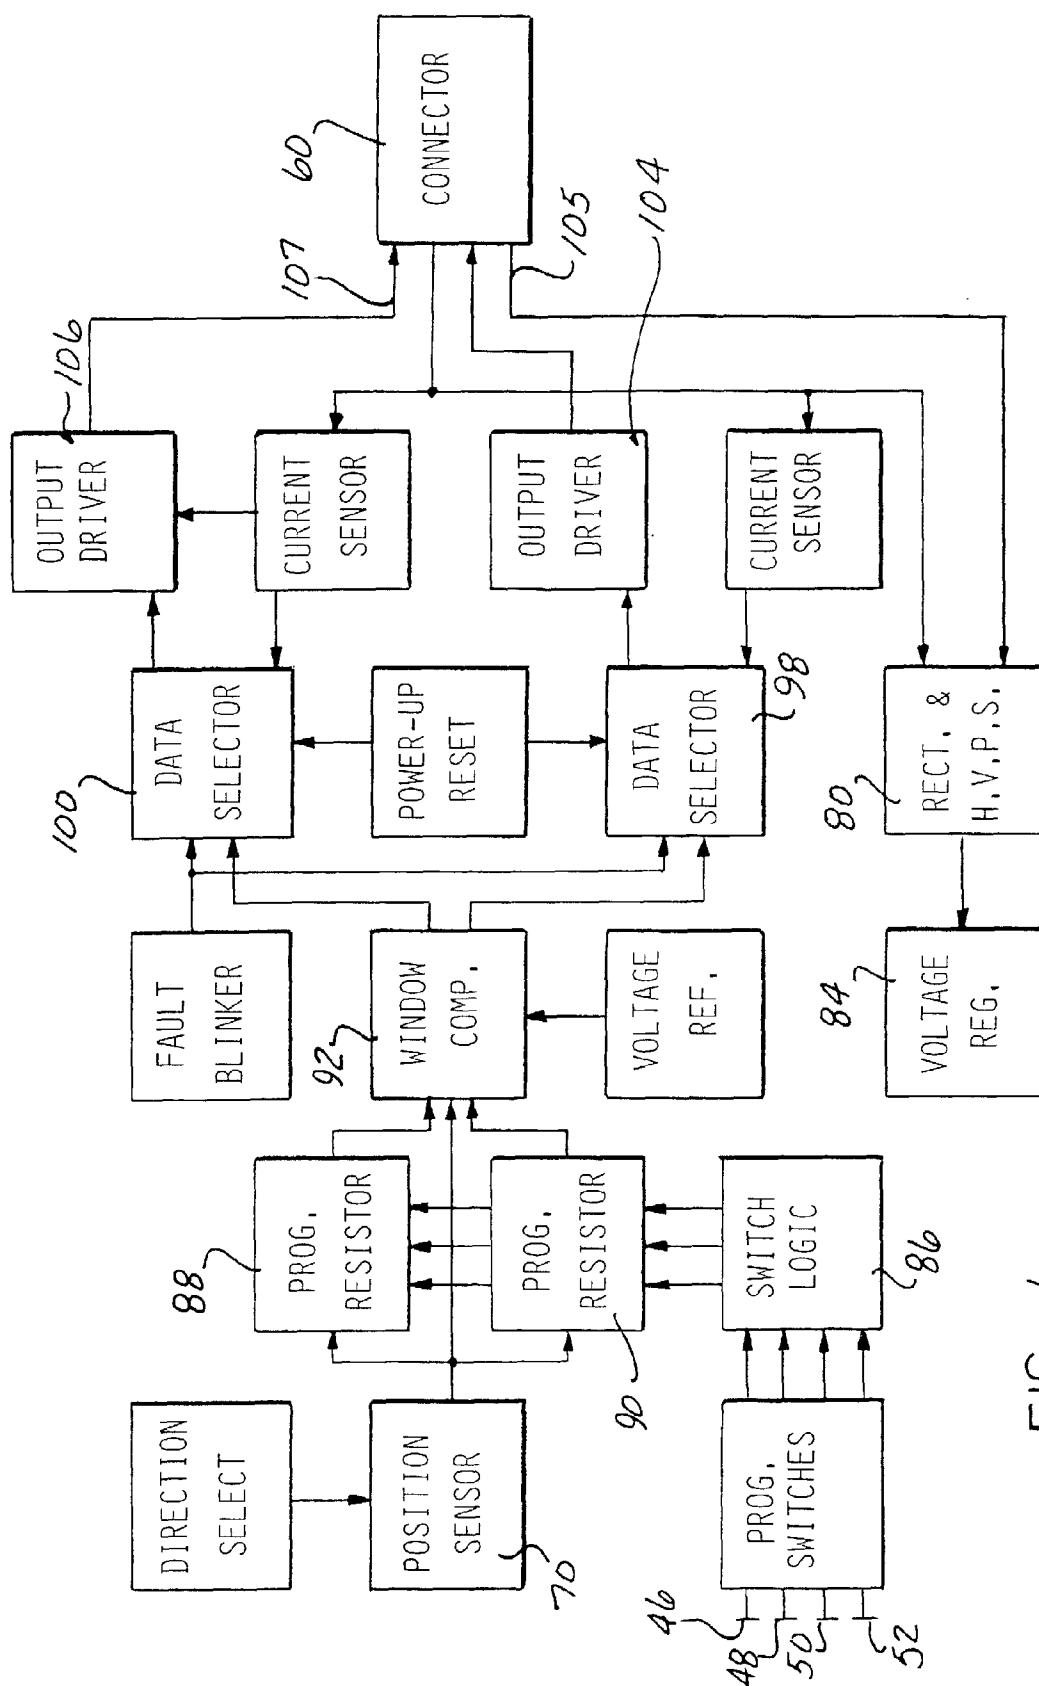 DIRECTION
SELECT
POSITION
SENSOR
70
PROG.
SWITCHES
46
48
50
52
88
PROG.
RESISTOR
PROG.
RESISTOR
90
SWITCH
LOGIC
86
FAULT
BLINKER
92
WINDOW
COMP.
VOLTAGE
REF.
84
VOLTAGE
REG.
100
DATA
SELECTOR
POWER-UP
RESET
DATA
SELECTOR
98
80
RECT. &
H.V.P.S.
OUTPUT
DRIVER
106
CURRENT
SENSOR
OUTPUT
DRIVER
104
CURRENT
SENSOR
107
60
CONNECTOR
105